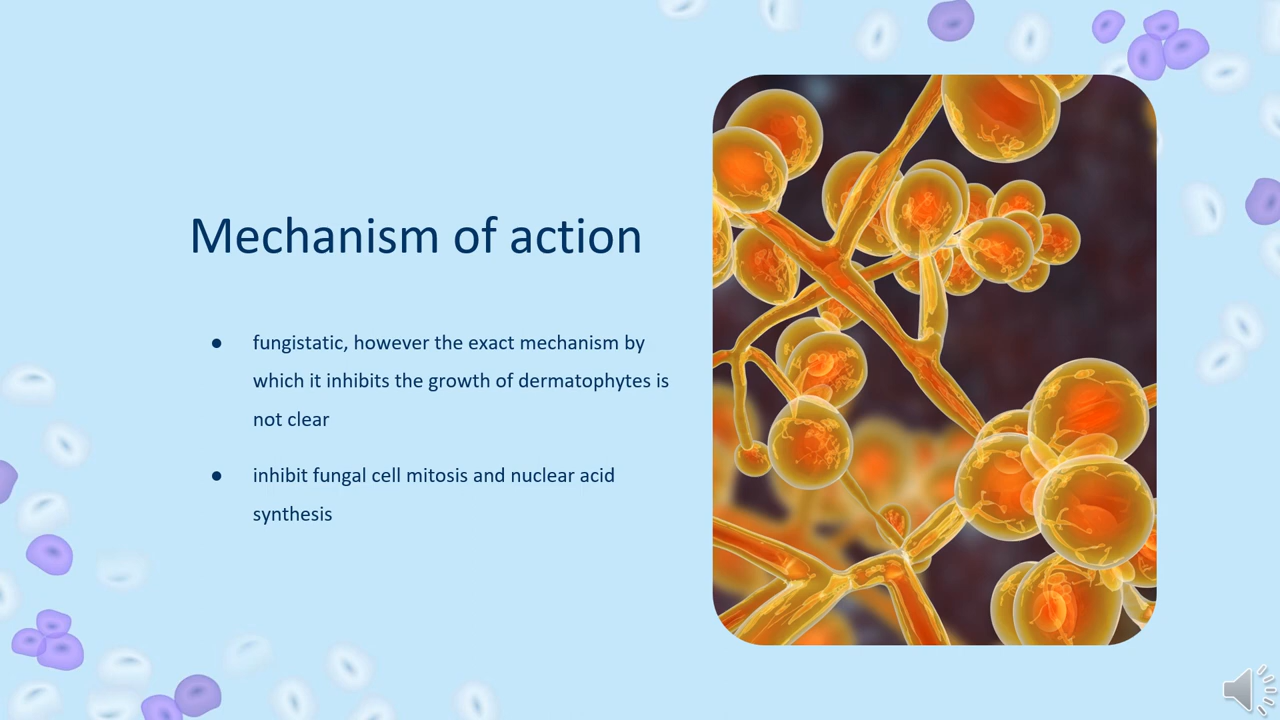 Mechanism of action
● fungistatic, however the exact mechanism by
which it inhibits the growth of dermatophytes is
not clear
● inhibit fungal cell mitosis and nuclear acid
synthesis